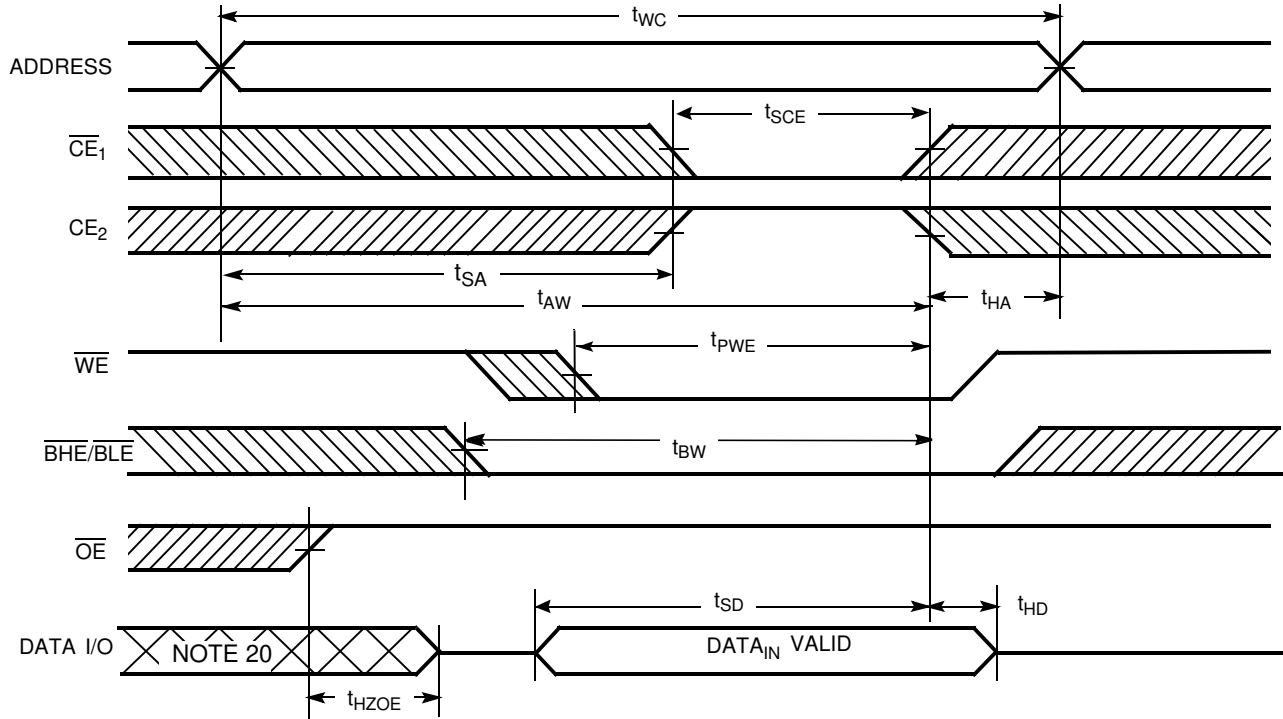 tWC
ADDRESS
tSCE
CE1
CE2
tSA
tAW
tHA
tPWE
WE
BHE/BLE
tBW
OE
tSD
tHD
DATA I/O
NOTE 20
DATAIN VALID
tHZOE